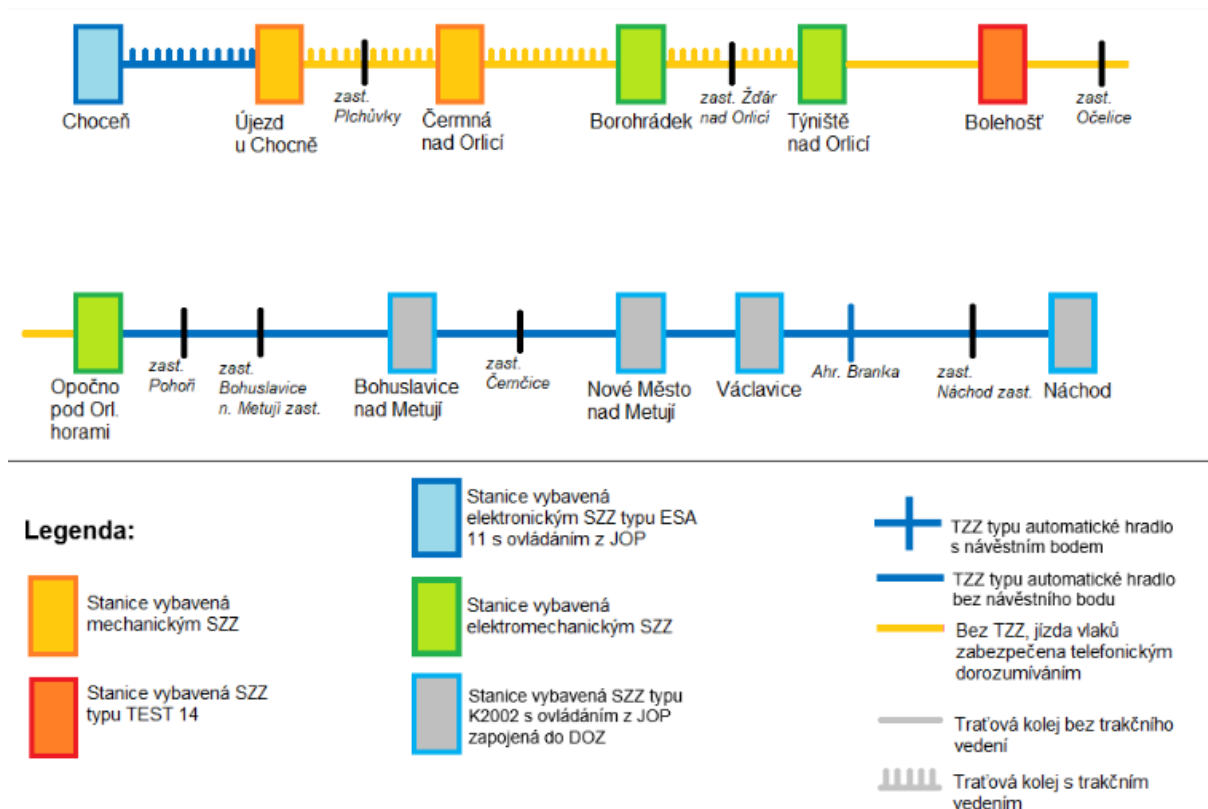 Choceň
Újezd
u Chocně
zast.
Plchůvky
Čermná
nad Orlicí
Borohrádek
zast. Žďár
nad Orlicí
Týniště
nad Orlicí
Bolehošť
zast.
Očelice
Opočno
pod Orl.
horami
zast.
Pohoří
zast.
Bohuslavice
n. Metují zast.
Bohuslavice
nad Metují
zast.
Černčice
Nové Město
nad Metují
Václavice
Ahr. Branka
zast.
Náchod zast.
Náchod
Legenda:
Stanice vybavená
mechanickým SZZ
Stanice vybavená SZZ
typu TEST 14
Stanice vybavená
elektronickým SZZ typu ESA
11 s ovládáním z JOP
Stanice vybavená
elektromechanickým SZZ
Stanice vybavená SZZ typu
K2002 s ovládáním z JOP
zapojená do DOZ
TZZ typu automatické hradlo
s návěstním bodem
TZZ typu automatické hradlo
bez návěstního bodu
Bez TZZ, jízda vlaků
zabezpečena telefonickým
dorozumíváním
Traťová kolej bez trakčního
vedení
Traťová kolej s trakčním
vedením